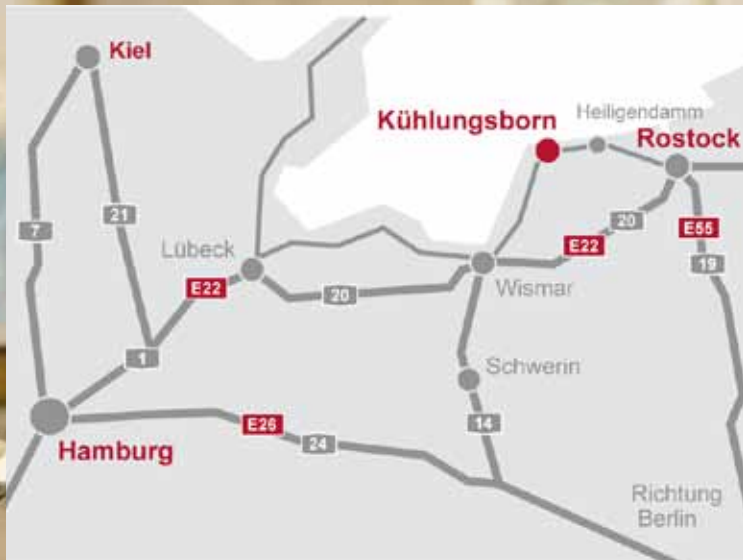 Kiel
Kühlungsborn
Heiligendamm
Rostock
7
21
20
E22
E55
19
Lübeck
E22
20
Wismar
1
Schwerin
14
Hamburg
E26
24
Richtung
Berlin